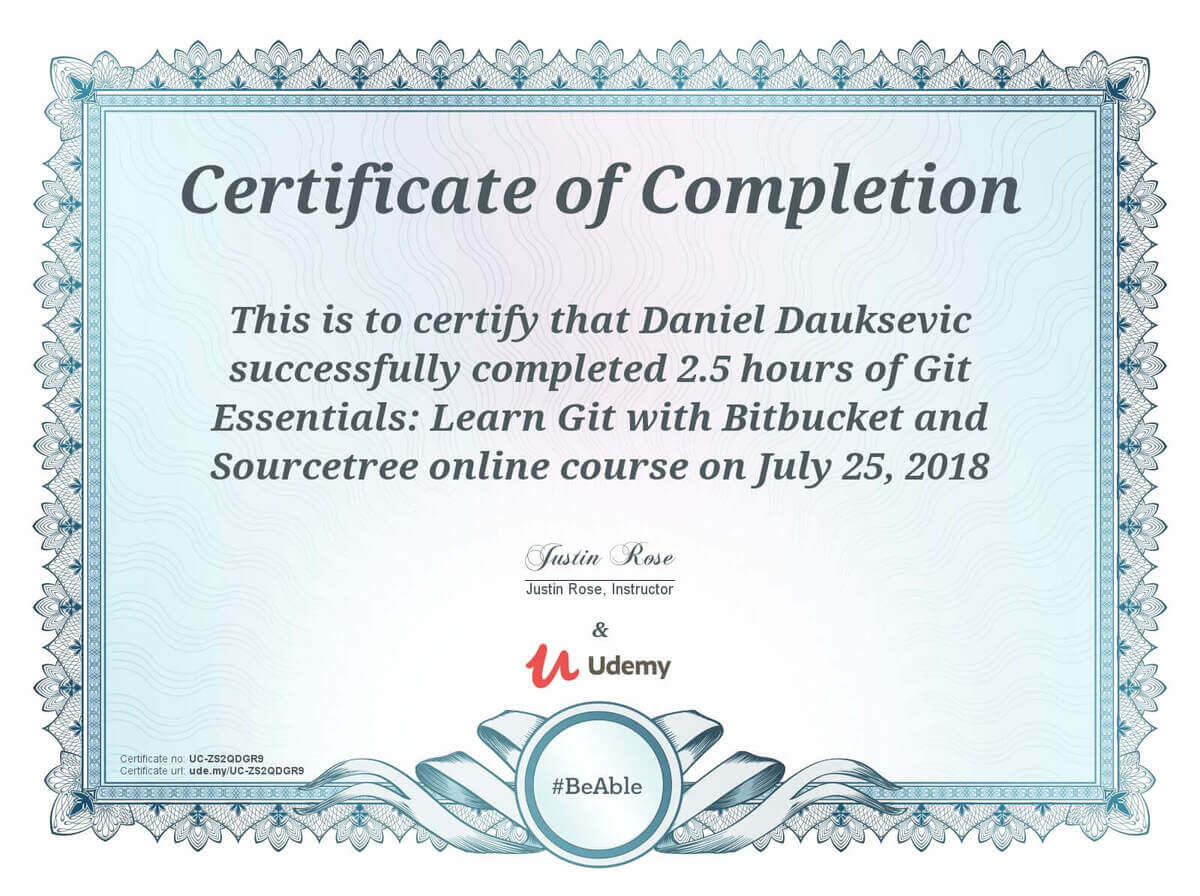 Certificate of Completion
This is to certify that Daniel Dauksevic
successfully completed 2.5 hours of Git
Essentials: Learn Git with Bitbucket and
Sourcetree online course on July 25, 2018
Justin Rose
Justin Rose, Instructor
&
Udemy
Certificate no: UC-ZS2QDGR9
Certificate url: ude.my/UC-ZS2QDGR9
#BeAble